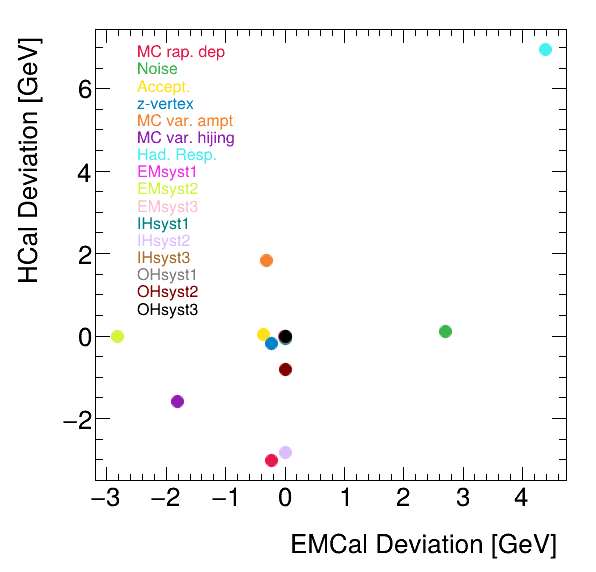 HCal Deviation [GeV]
6
4
2
0
−2
MC rap. dep
Noise
Accept.
z-vertex
MC var. ampt
MC var. hijing
Had. Resp.
EMsyst1
EMsyst2
EMsyst3
IHsyst1
IHsyst2
IHsyst3
OHsyst1
OHsyst2
OHsyst3
−3 −2 −1 0 1 2 3 4
EMCal Deviation [GeV]